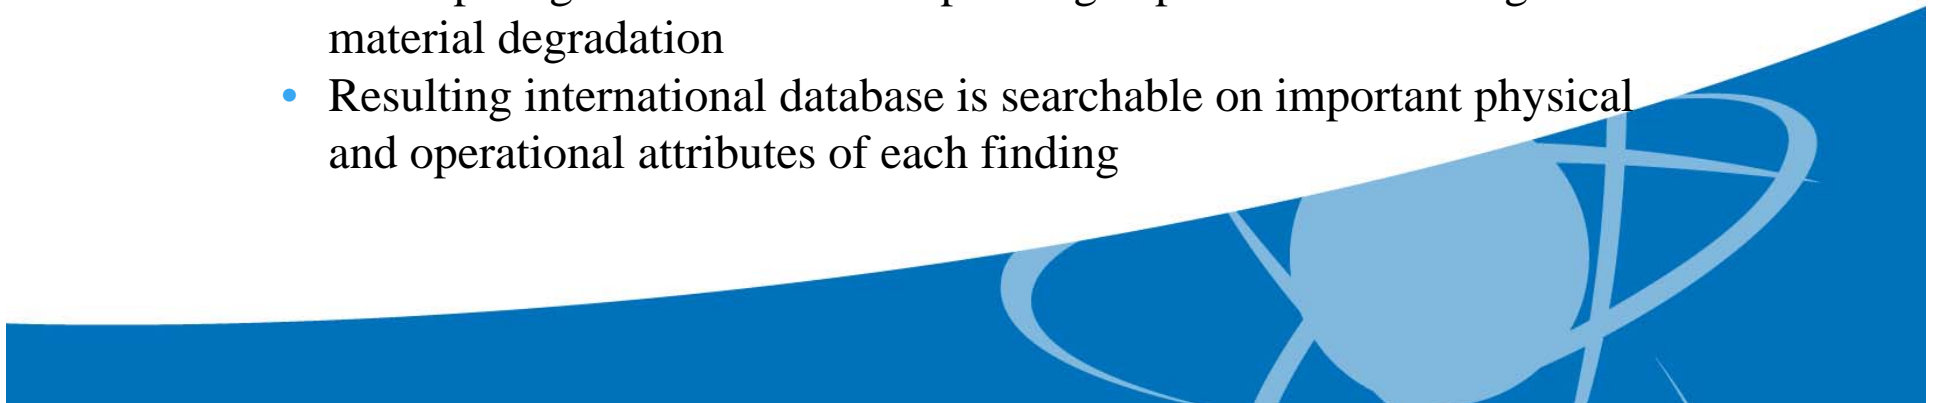 material degradation
• Resulting international database is searchable on important physical
and operational attributes of each finding